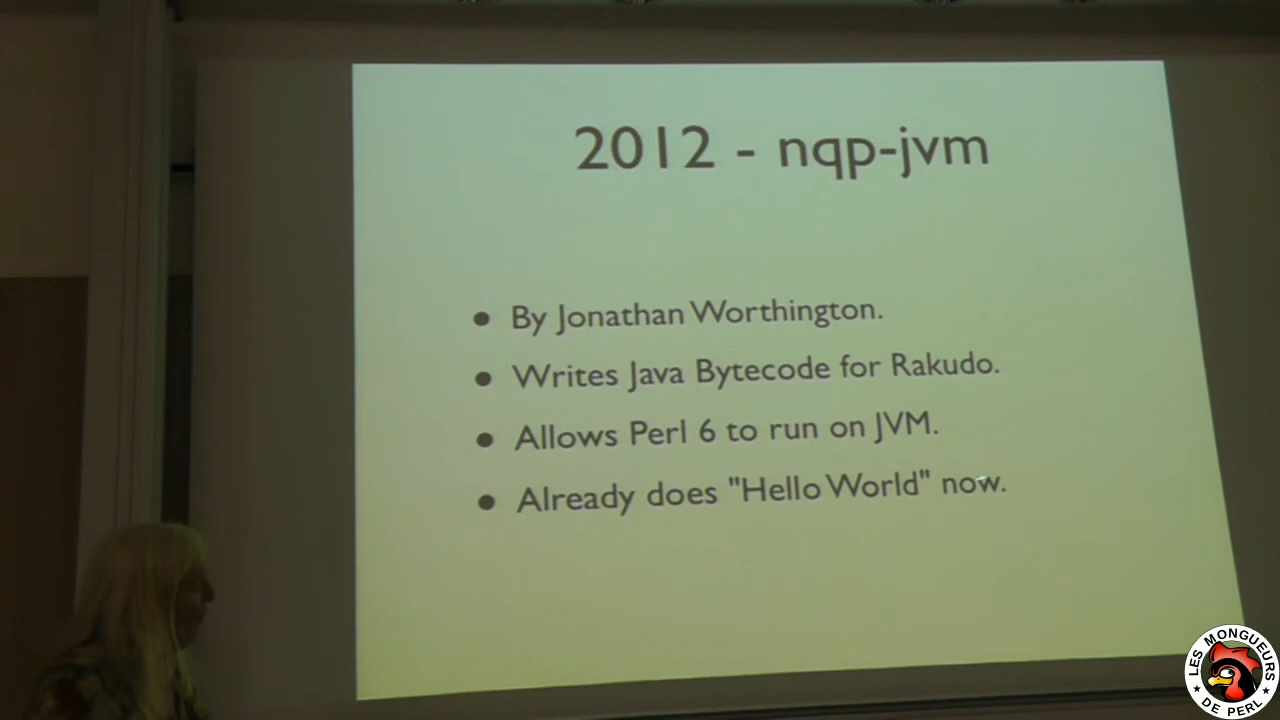 2012 - nqp-jvm
• By Jonathan Worthington.
• Writes Java Bytecode for Rakudo.
• Allows Perl 6 to run on JVM.
• Already does "Hello World" now.
LES MONGUEURS
★ DE PERL ★